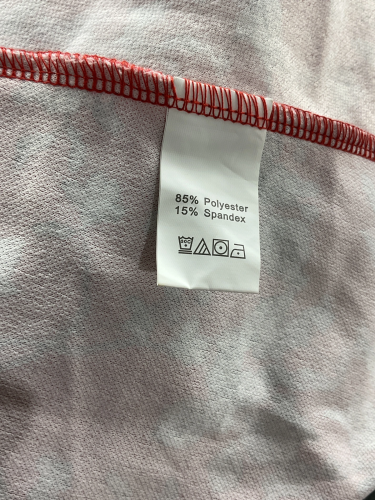 85% Polyester
15% Spandex